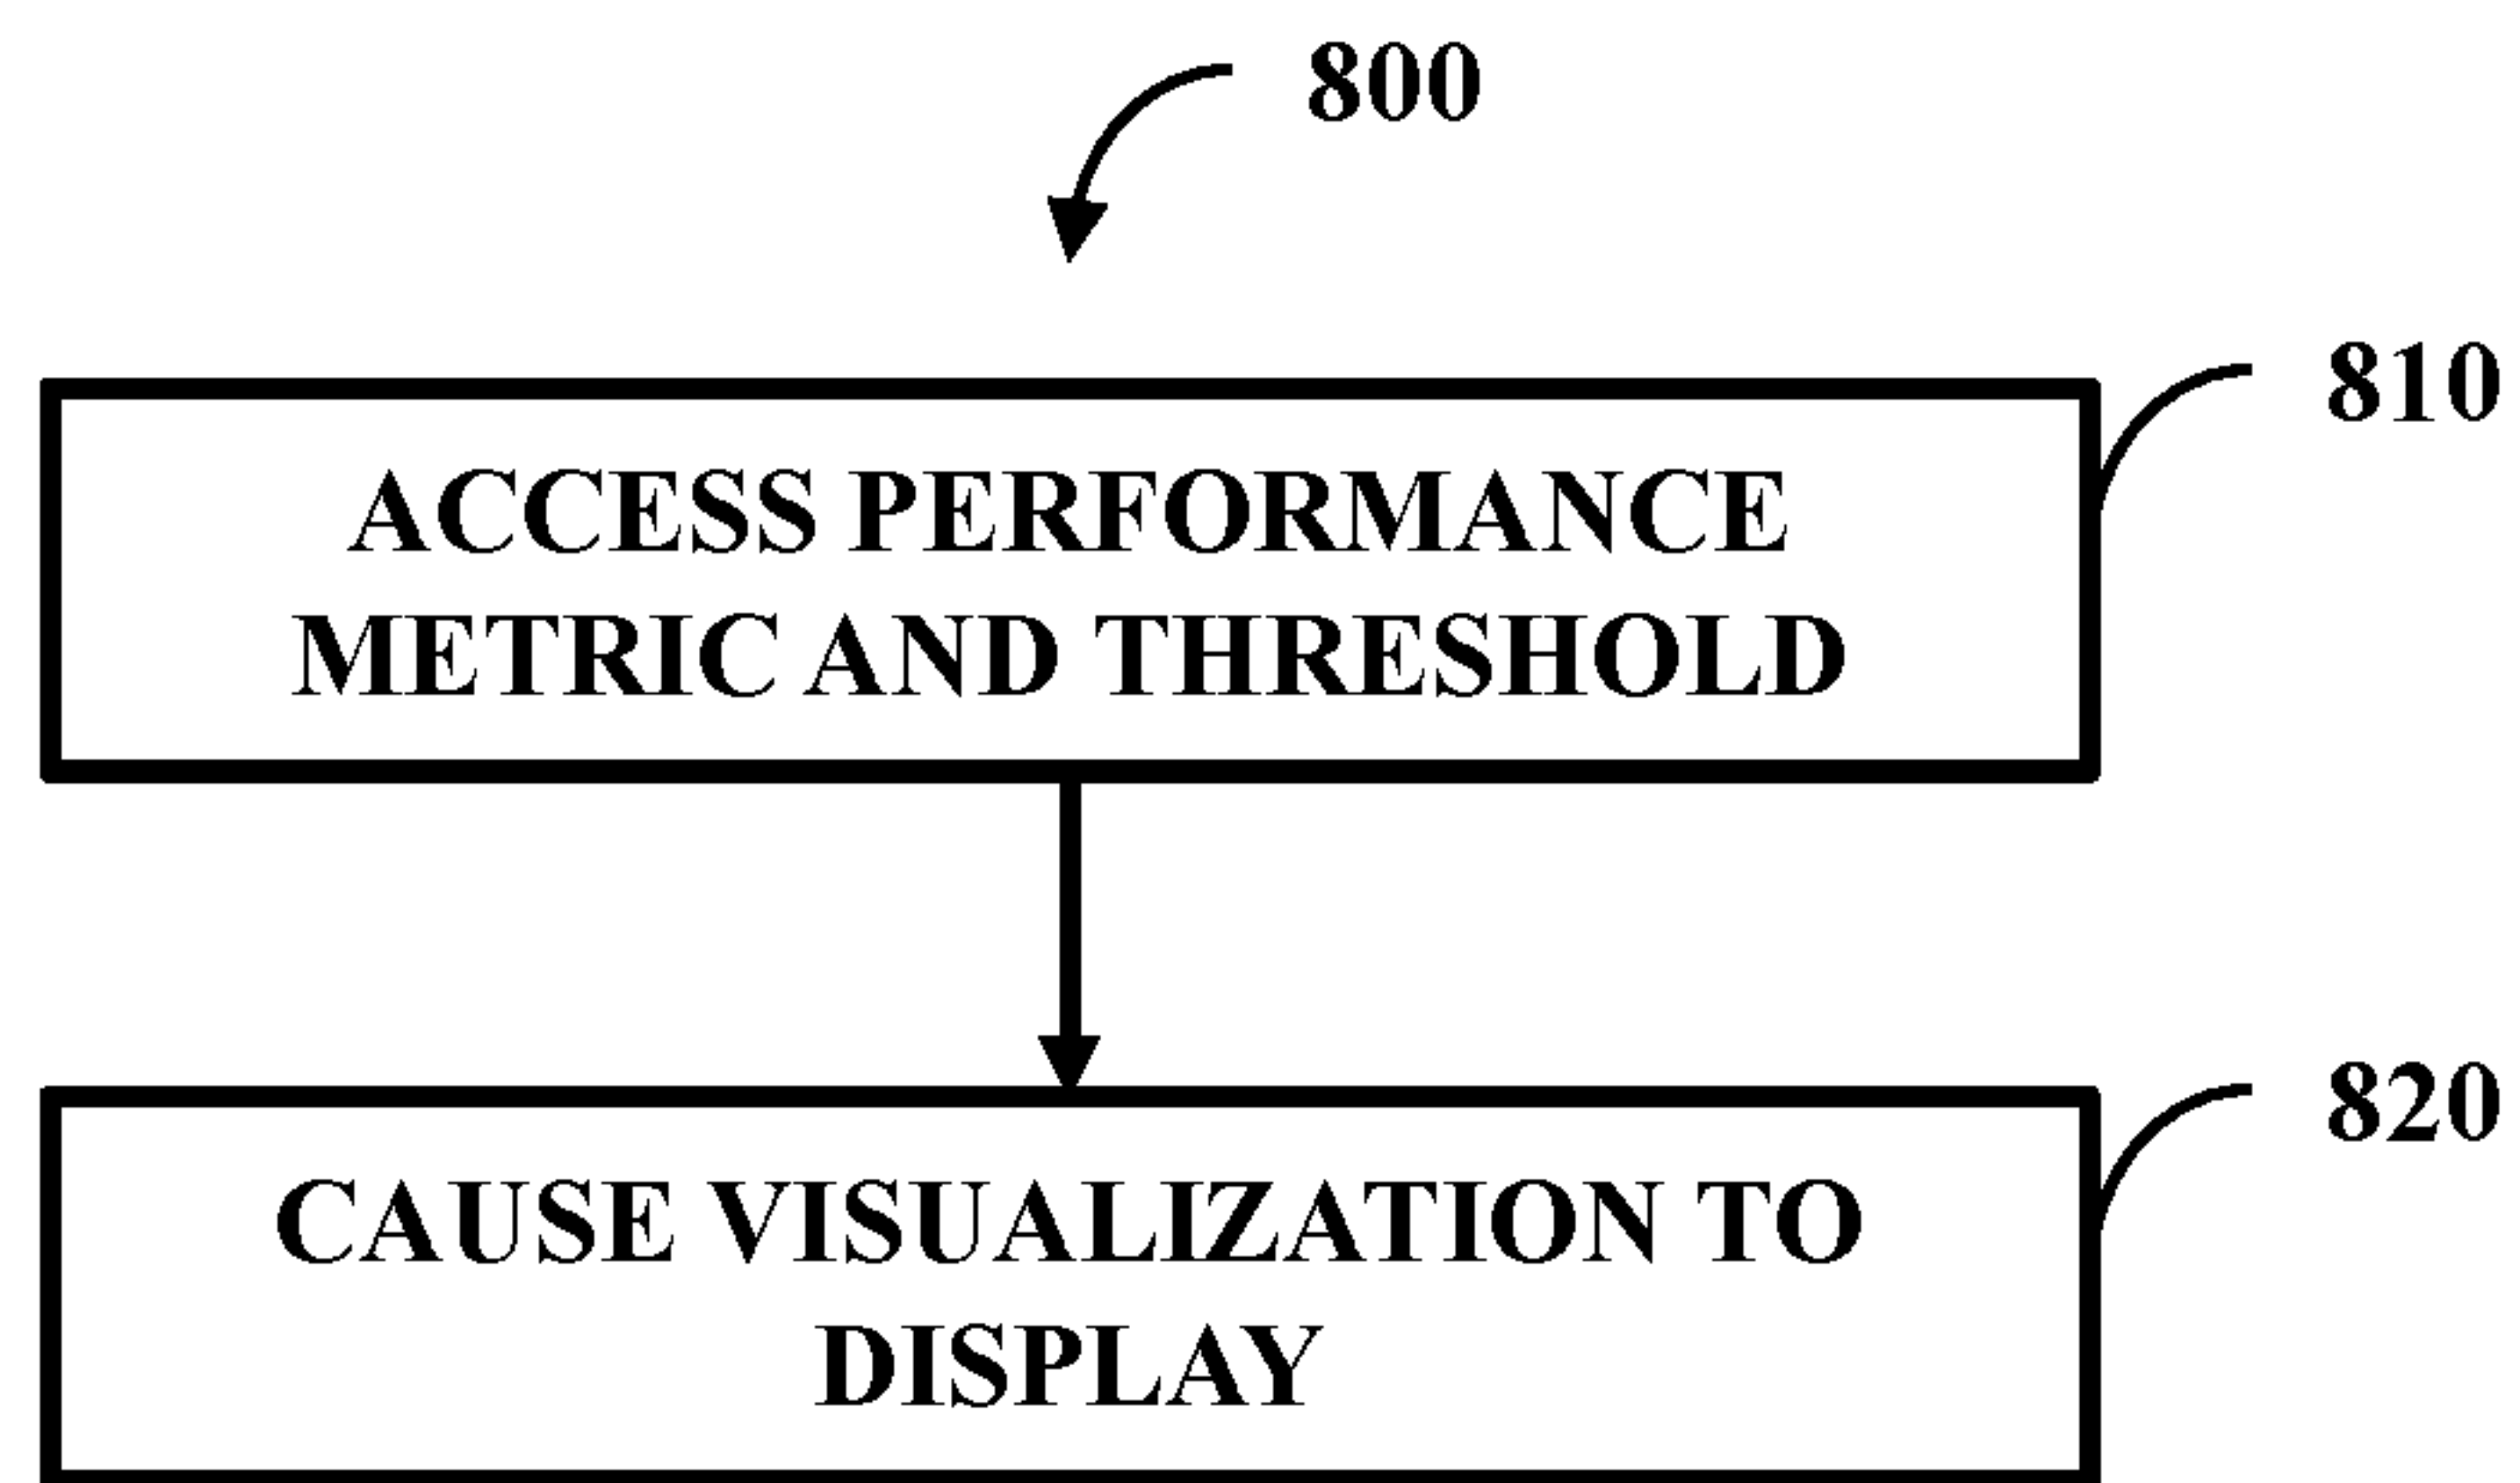 800
810
ACCESS PERFORMANCE
METRIC AND THRESHOLD
820
CAUSE VISUALIZATION TO
DISPLAY